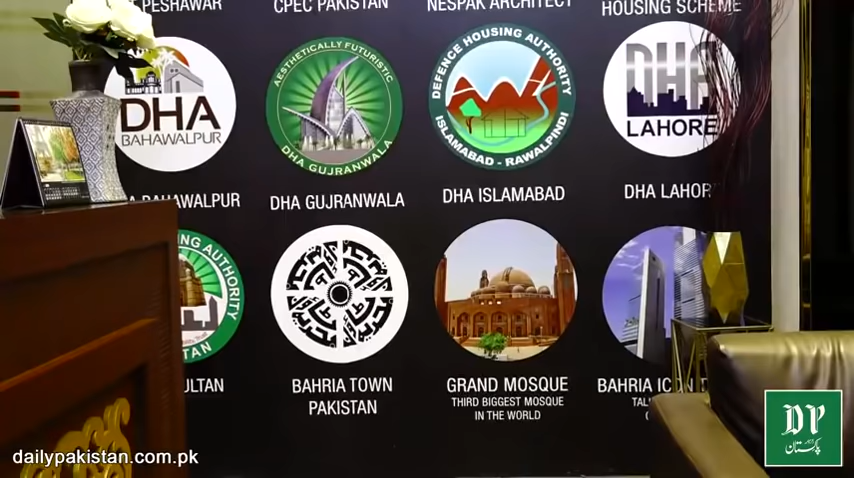 PESHAWAR
CPEC PAKISTAN
NESPAK ARCHITECT
HOUSING SCHEME
DHA
BAHAWALPUR
AESTHETICALLY FUTURISTIC
DHA GUJRANWALA
DEFENCE HOUSING AUTHORITY
ISLAMABAD - RAWALPINDI
DHA
LAHORE
BAHAWALPUR
DHA GUJRANWALA
DHA ISLAMABAD
DHA LAHOR
AUTHORITY
BAHRIA TOWN
PAKISTAN
GRAND MOSQUE
THIRD BIGGEST MOSQUE
IN THE WORLD
BAHRIA
DP
پاکستان
dailypakistan.com.pk